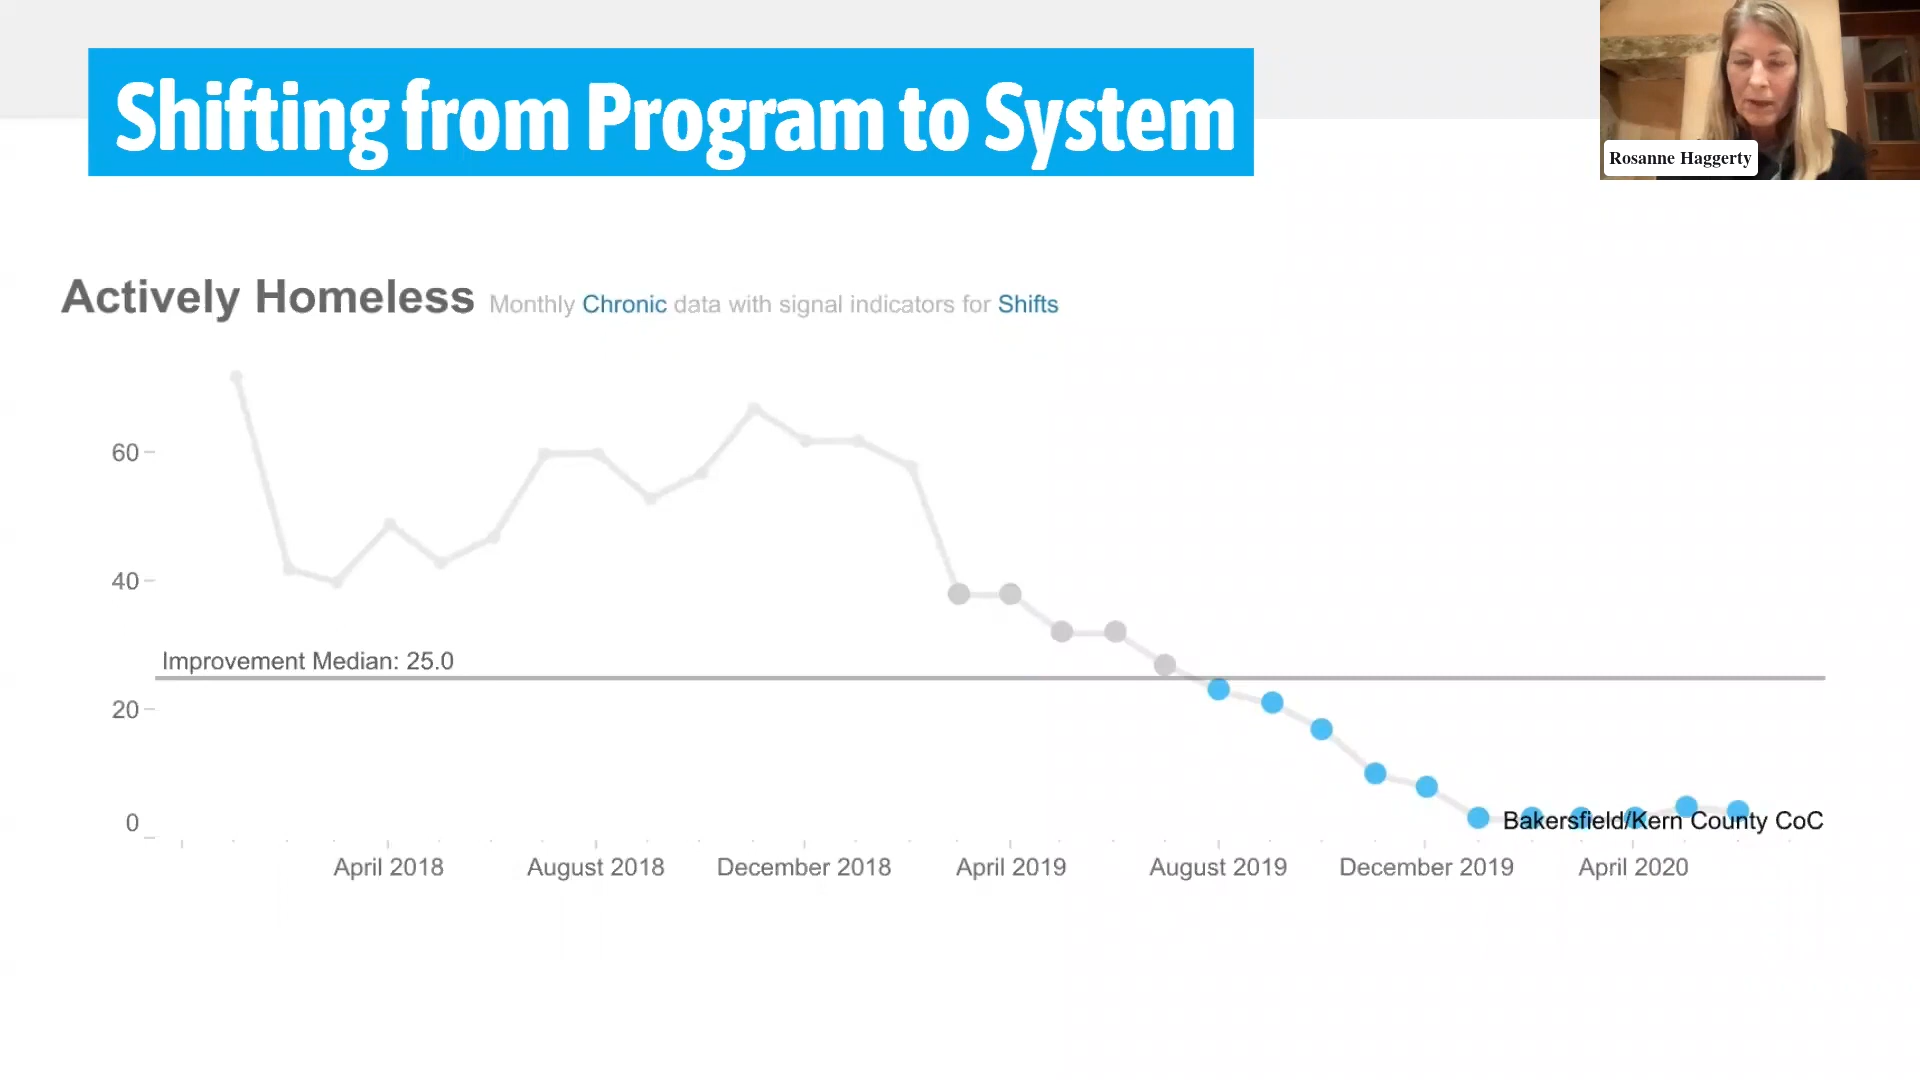 Shifting from Program to System
Rosanne Haggerty
Actively Homeless Monthly Chronic data with signal indicators for Shifts
60
40
Improvement Median: 25.0
20
0
Bakersfield/Kern County CoC
April 2018 August 2018 December 2018 April 2019 August 2019 December 2019 April 2020